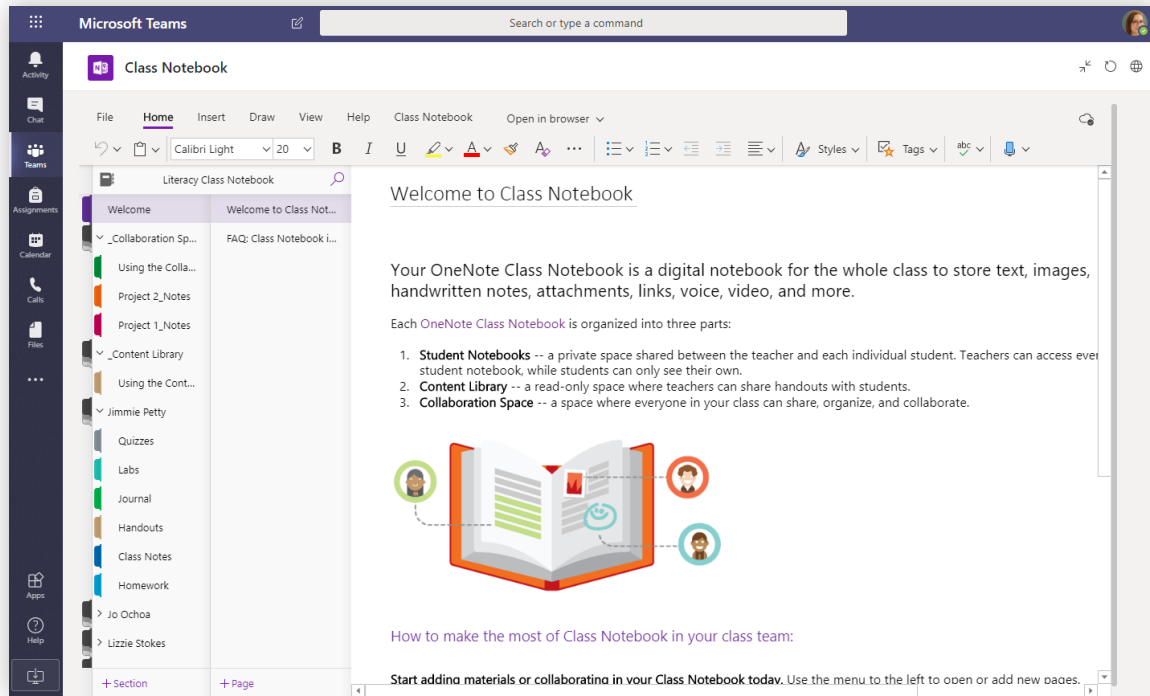 Microsoft Teams
Search or type a command
Activity
Chat
Teams
Assignments
Calendar
Calls
Files
Apps
Help
Class Notebook
File Home Insert Draw View Help Class Notebook Open in browser
Calibri Light 20 B I U A A Styles Tags abc
Literacy Class Notebook
Welcome
_Collaboration Sp...
Using the Colla...
Project 2_Notes
Project 1_Notes
_Content Library
Using the Cont...
Jimmie Petty
Quizzes
Labs
Journal
Handouts
Class Notes
Homework
Jo Ochoa
Lizzie Stokes
+ Section
Welcome to Class Not...
FAQ: Class Notebook i...
+ Page
Welcome to Class Notebook
Your OneNote Class Notebook is a digital notebook for the whole class to store text, images,
handwritten notes, attachments, links, voice, video, and more.
Each OneNote Class Notebook is organized into three parts:
1. Student Notebooks -- a private space shared between the teacher and each individual student. Teachers can access ever
student notebook, while students can only see their own.
2. Content Library -- a read-only space where teachers can share handouts with students.
3. Collaboration Space -- a space where everyone in your class can share, organize, and collaborate.
How to make the most of Class Notebook in your class team:
Start adding materials or collaborating in your Class Notebook today. Use the menu to the left to open or add new pages.